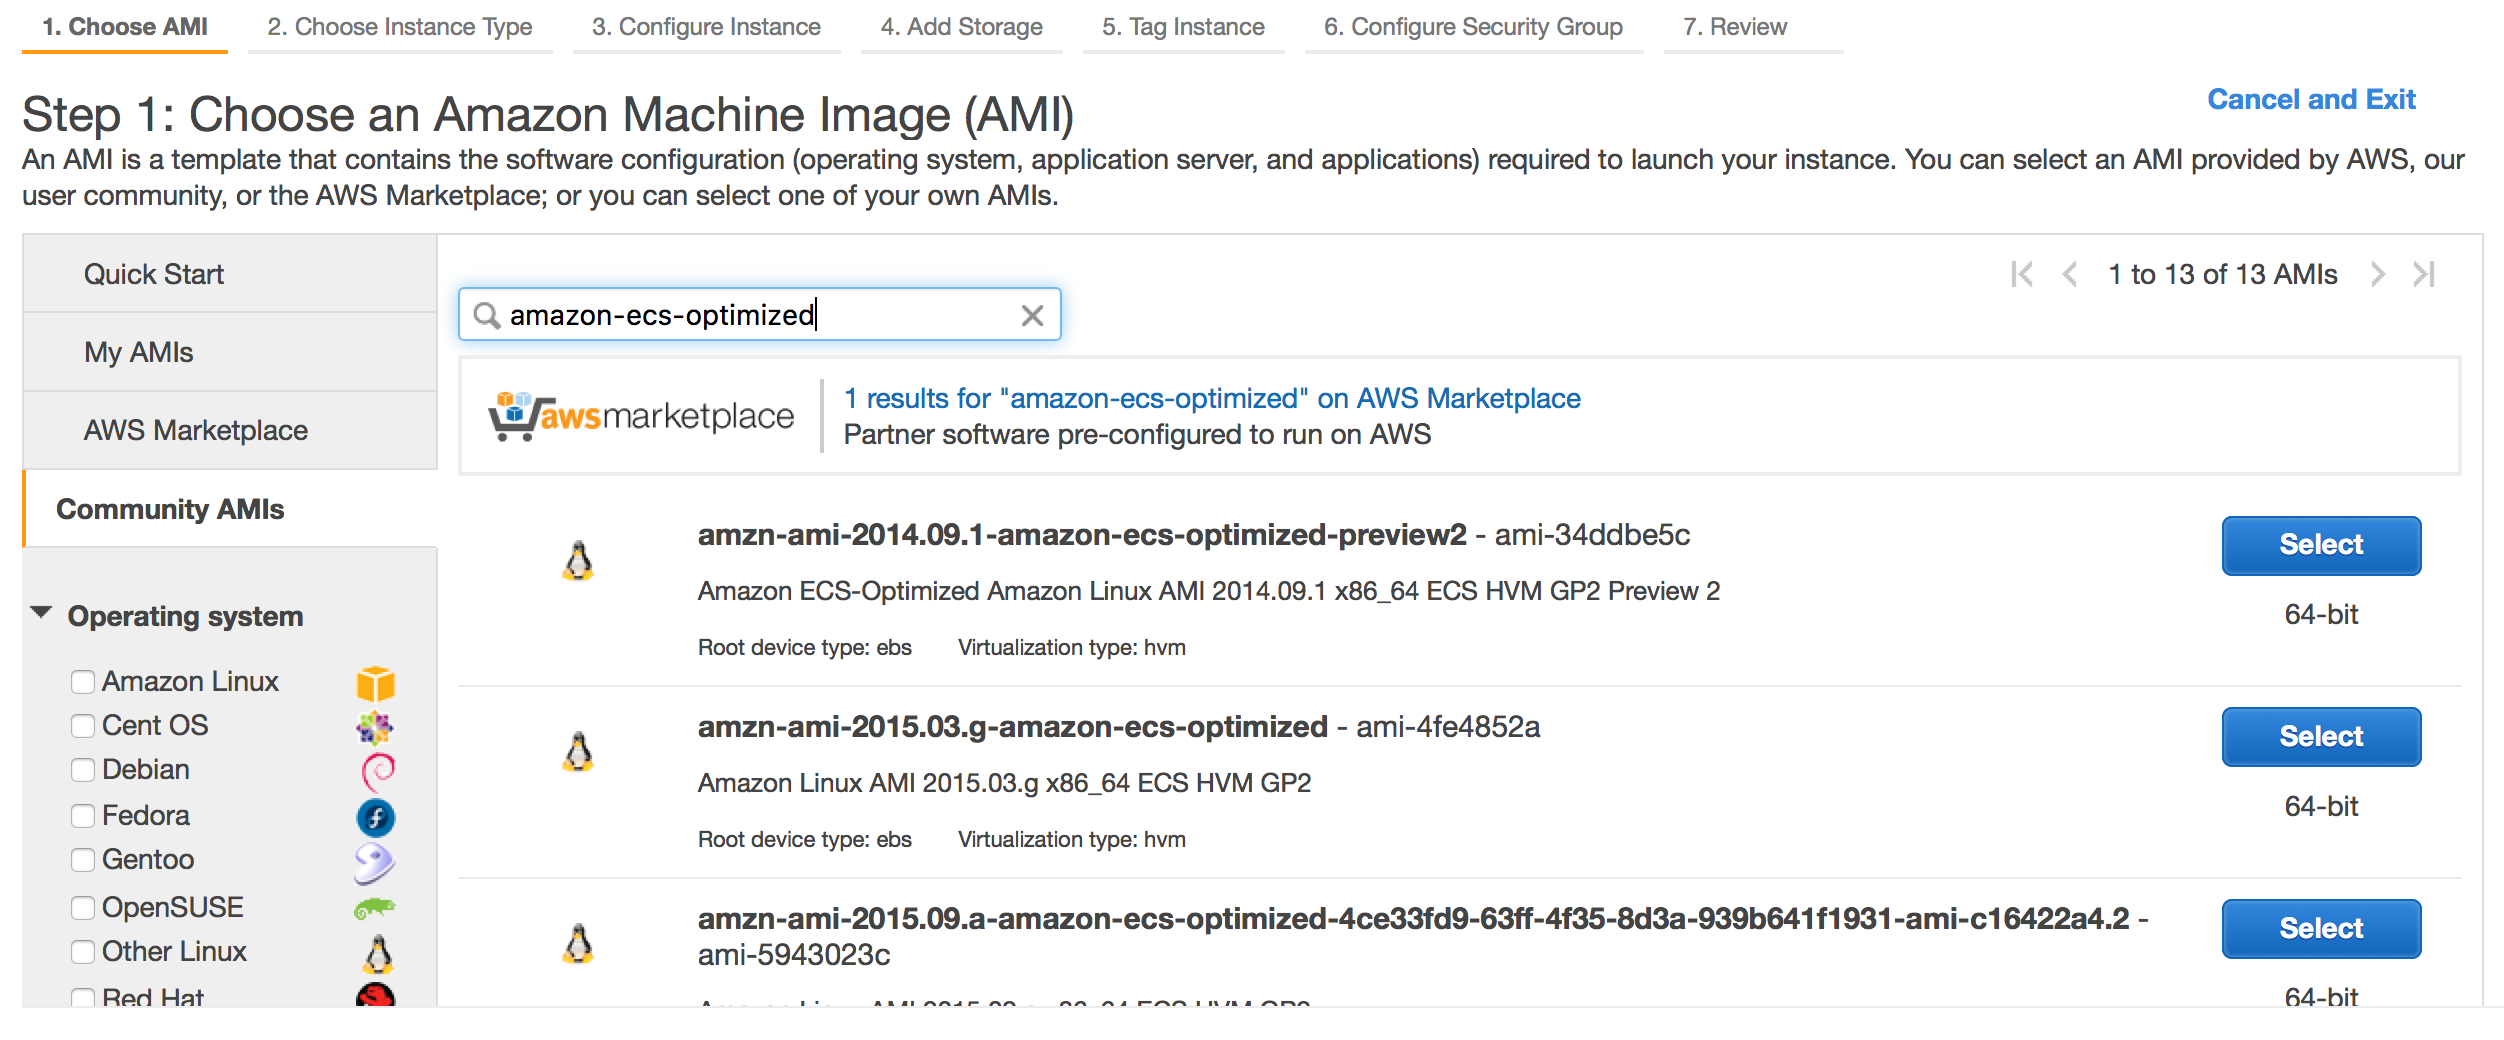 1. Choose AMI 2. Choose Instance Type 3. Configure Instance 4. Add Storage 5. Tag Instance 6. Configure Security Group 7. Review
Cancel and Exit
Step 1: Choose an Amazon Machine Image (AMI)
An AMI is a template that contains the software configuration (operating system, application server, and applications) required to launch your instance. You can select an AMI provided by AWS, our
user community, or the AWS Marketplace; or you can select one of your own AMIs.
Quick Start
My AMIs
AWS Marketplace
Community AMIs
Operating system
Amazon Linux
Cent OS
Debian
Fedora
Gentoo
OpenSUSE
Other Linux
Red Hat
1 to 13 of 13 AMIs
amazon-ecs-optimized
awsmarketplace
1 results for "amazon-ecs-optimized" on AWS Marketplace
Partner software pre-configured to run on AWS
amzn-ami-2014.09.1-amazon-ecs-optimized-preview2 - ami-34ddbe5c
Amazon ECS-Optimized Amazon Linux AMI 2014.09.1 x86_64 ECS HVM GP2 Preview 2
Root device type: ebs Virtualization type: hvm
Select
64-bit
amzn-ami-2015.03.g-amazon-ecs-optimized - ami-4fe4852a
Amazon Linux AMI 2015.03.g x86_64 ECS HVM GP2
Root device type: ebs Virtualization type: hvm
Select
64-bit
amzn-ami-2015.09.a-amazon-ecs-optimized-4ce33fd9-63ff-4f35-8d3a-939b641f1931-ami-c16422a4.2 -
ami-5943023c
Select
64-bit